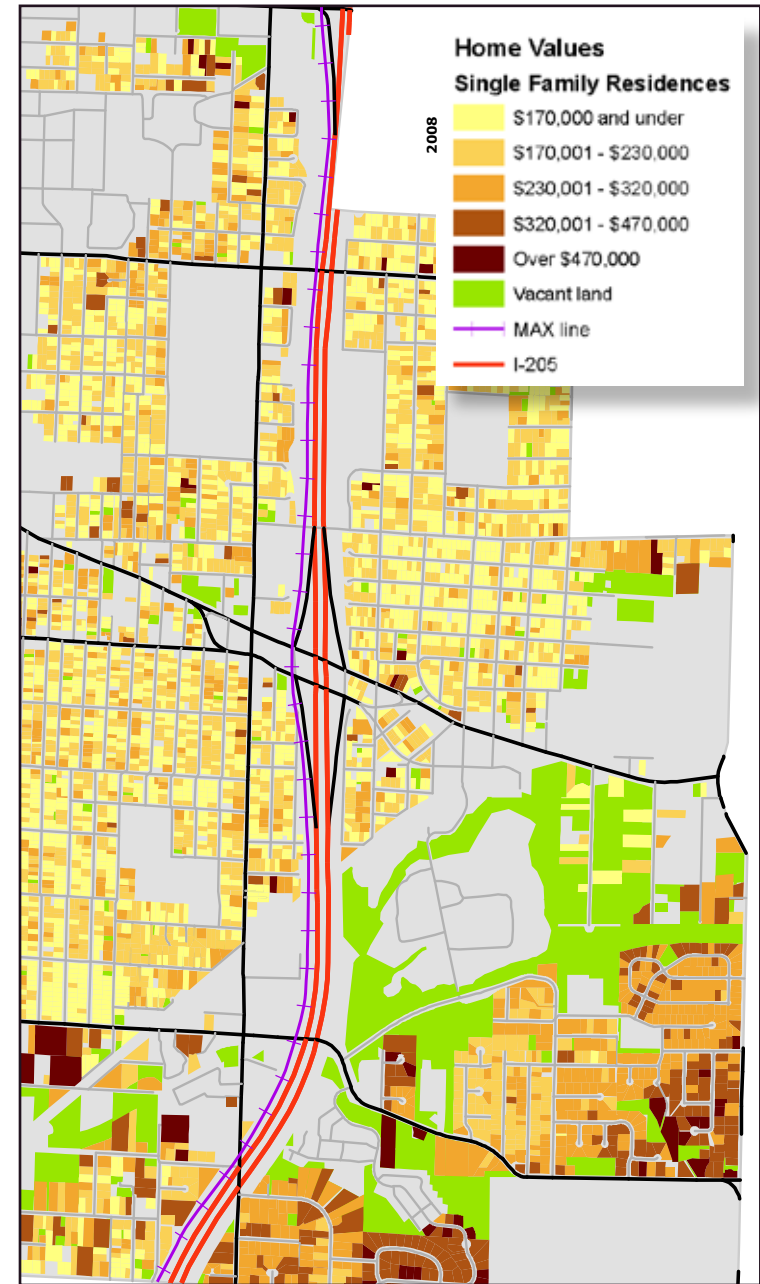 Home Values
Single Family Residences
2008
$170,000 and under
$170,001 - $230,000
$230,001 - $320,000
$320,001 - $470,000
Over $470,000
Vacant land
MAX line
I-205